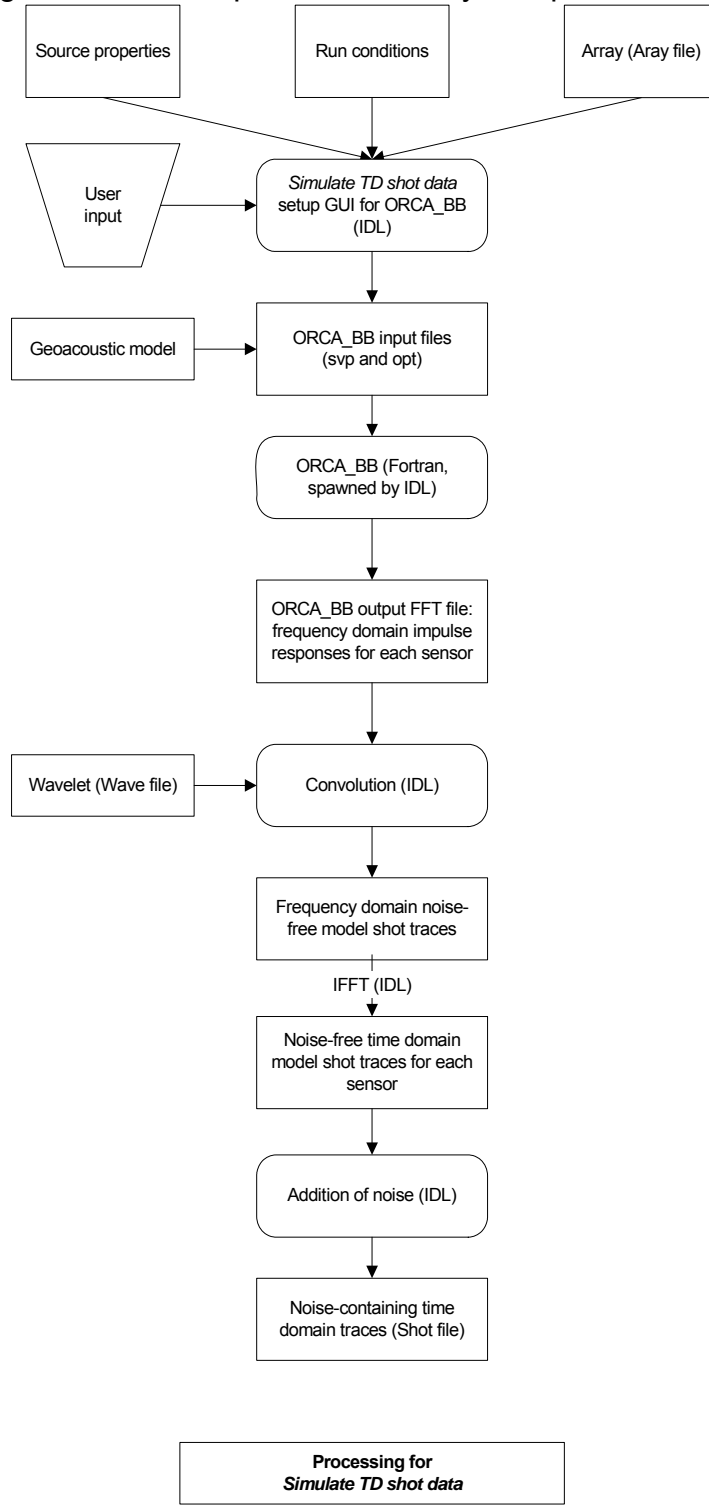 Source properties
Run conditions
Array (Aray file)
User
input
Simulate TD shot data
setup GUI for ORCA_BB
(IDL)
Geoacoustic model
ORCA_BB input files
(svp and opt)
ORCA_BB (Fortran,
spawned by IDL)
ORCA_BB output FFT file:
frequency domain impulse
responses for each sensor
Wavelet (Wave file)
Convolution (IDL)
Frequency domain noise-
free model shot traces
IFFT (IDL)
Noise-free time domain
model shot traces for each
sensor
Addition of noise (IDL)
Noise-containing time
domain traces (Shot file)
Processing for
Simulate TD shot data